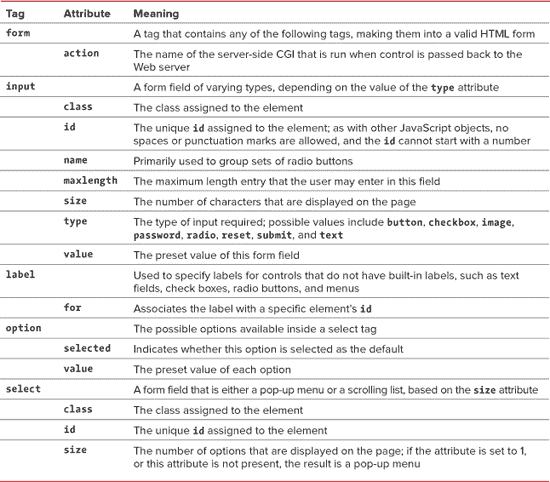 Tag Attribute Meaning
form A tag that contains any of the following tags, making them into a valid HTML form
action The name of the server-side CGI that is run when control is passed back to the
Web server
input A form field of varying types, depending on the value of the type attribute
class The class assigned to the element
id The unique id assigned to the element; as with other JavaScript objects, no
spaces or punctuation marks are allowed, and the id cannot start with a number
name Primarily used to group sets of radio buttons
maxlength The maximum length entry that the user may enter in this field
size The number of characters that are displayed on the page
type The type of input required; possible values include button, checkbox, image,
password, radio, reset, submit, and text
value The preset value of this form field
label Used to specify labels for controls that do not have built-in labels, such as text
fields, check boxes, radio buttons, and menus
for Associates the label with a specific element's id
option The possible options available inside a select tag
selected Indicates whether this option is selected as the default
value The preset value of each option
select A form field that is either a pop-up menu or a scrolling list, based on the size attribute
class The class assigned to the element
id The unique id assigned to the element
size The number of options that are displayed on the page; if the attribute is set to 1,
or this attribute is not present, the result is a pop-up menu